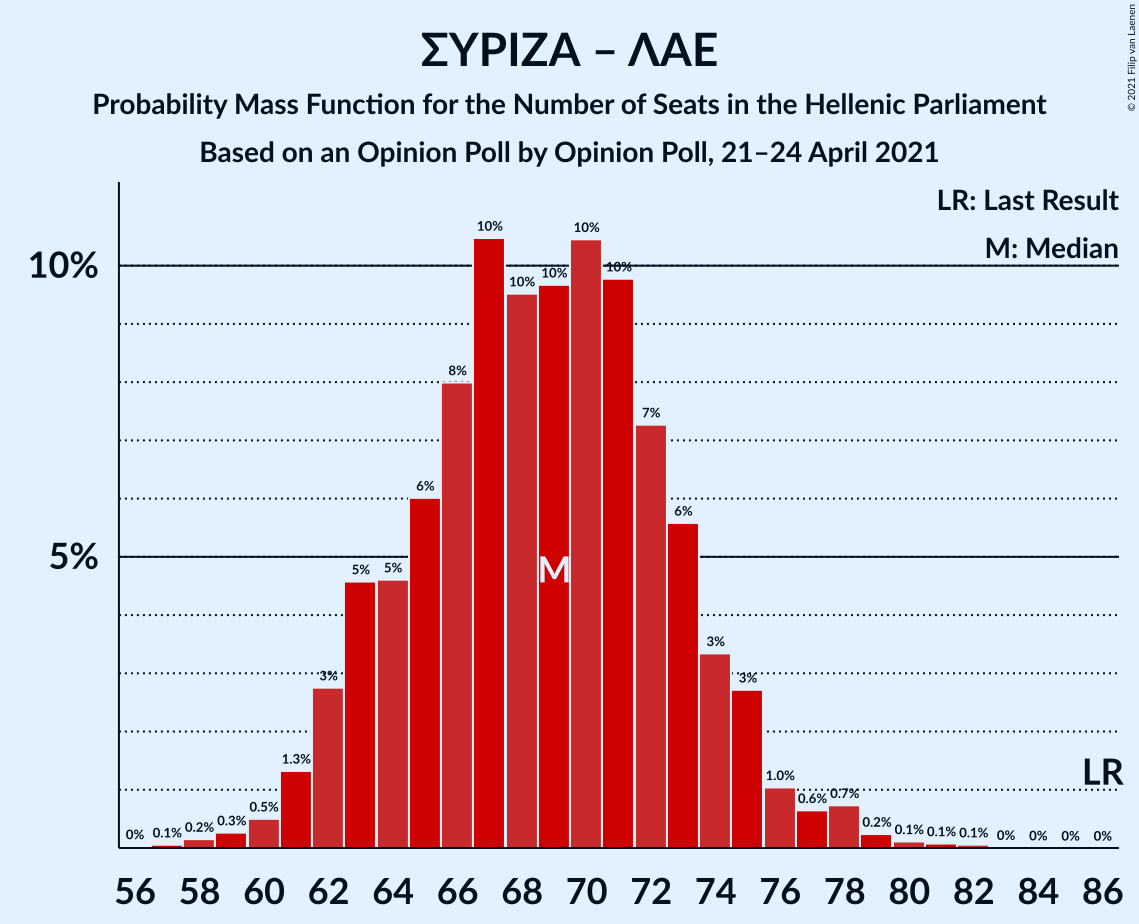 ΣΥΡΙΖΑ – ΛΑΕ
Probability Mass Function for the Number of Seats in the Hellenic Parliament
Based on an Opinion Poll by Opinion Poll, 21–24 April 2021
© 2021 Filip van Laenen
LR: Last Result
M: Median
10%
5%
0% 0.1% 0.2% 0.3% 0.5% 1.3% 3% 5% 5% 6% 8% 10% 10% 10% 10% 10% 7% 6% 3% 3% 1.0% 0.6% 0.7% 0.2% 0.1% 0.1% 0.1% 0% 0% 0% 0%
M
LR
56 58 60 62 64 66 68 70 72 74 76 78 80 82 84 86